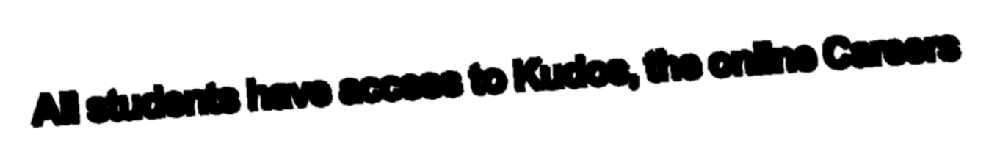 All students have access to Kudos, the online Careers